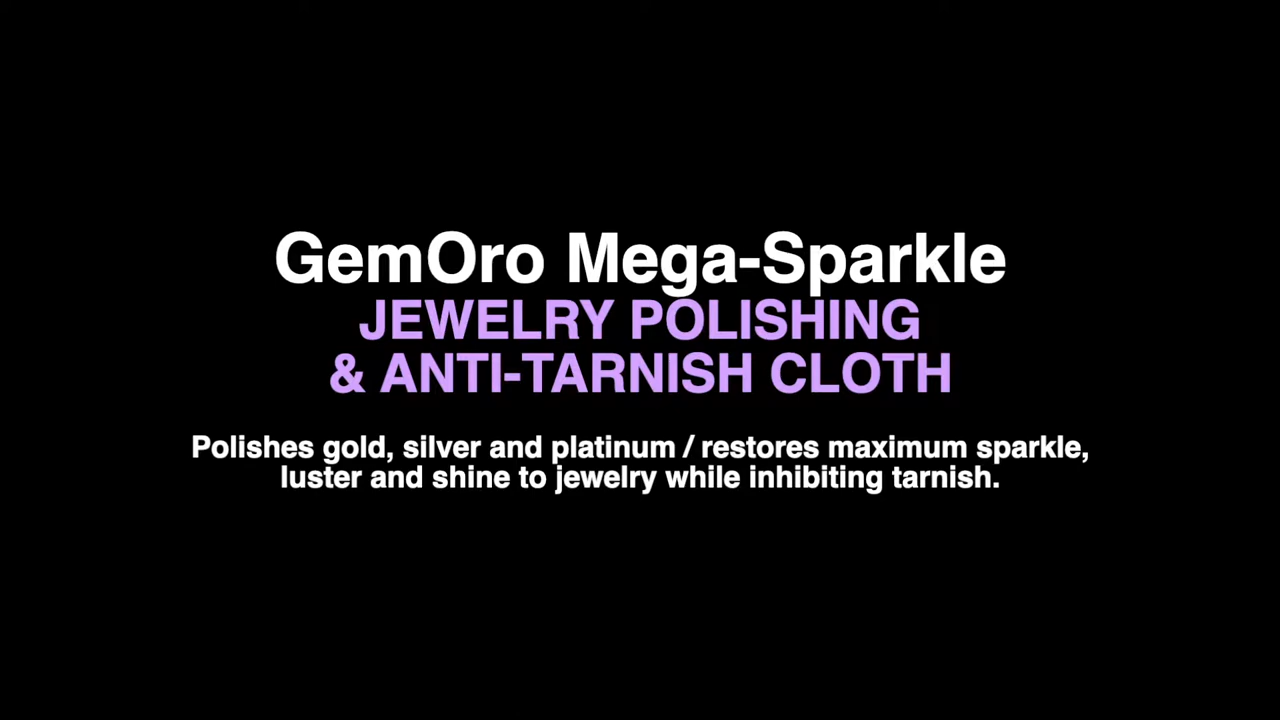 GemOro Mega-Sparkle
JEWELRY POLISHING
& ANTI-TARNISH CLOTH
Polishes gold, silver and platinum / restores maximum sparkle,
luster and shine to jewelry while inhibiting tarnish.